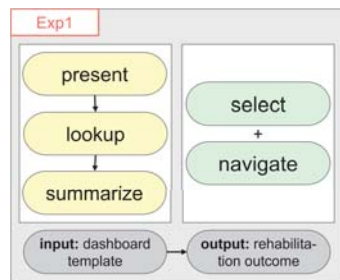 Exp1
present
lookup
summarize
select
+
navigate
input: dashboard
template
output: rehabilita-
tion outcome